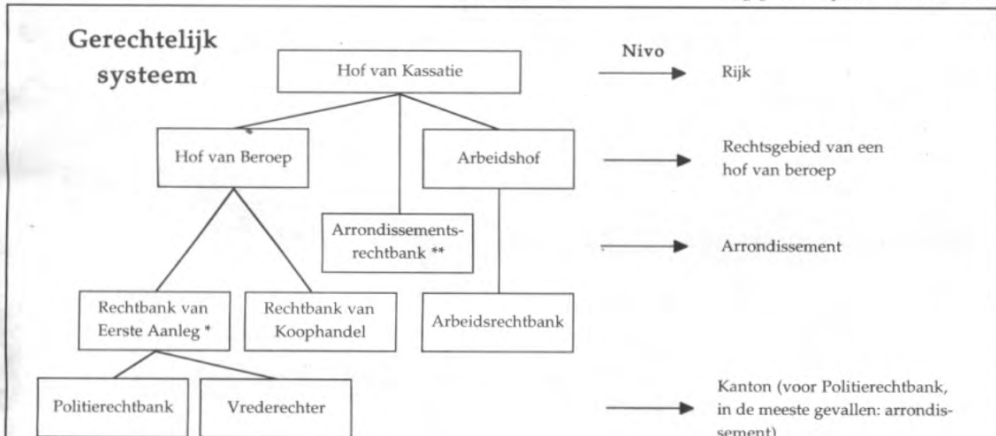 Gerechtelijk
systeem
Hof van Kassatie
Nivo
Rijk
Hof van Beroep
Arbeidshof
Rechtsgebied van een
hof van beroep
Arrondissements-
rechtbank **
Arrondissement
Rechtbank van
Eerste Aanleg *
Rechtbank van
Koophandel
Arbeidsrechtbank
Politierechtbank
Vrederechter
Kanton (voor Politierechtbank,
in de meeste gevallen: arrondis-
sement)